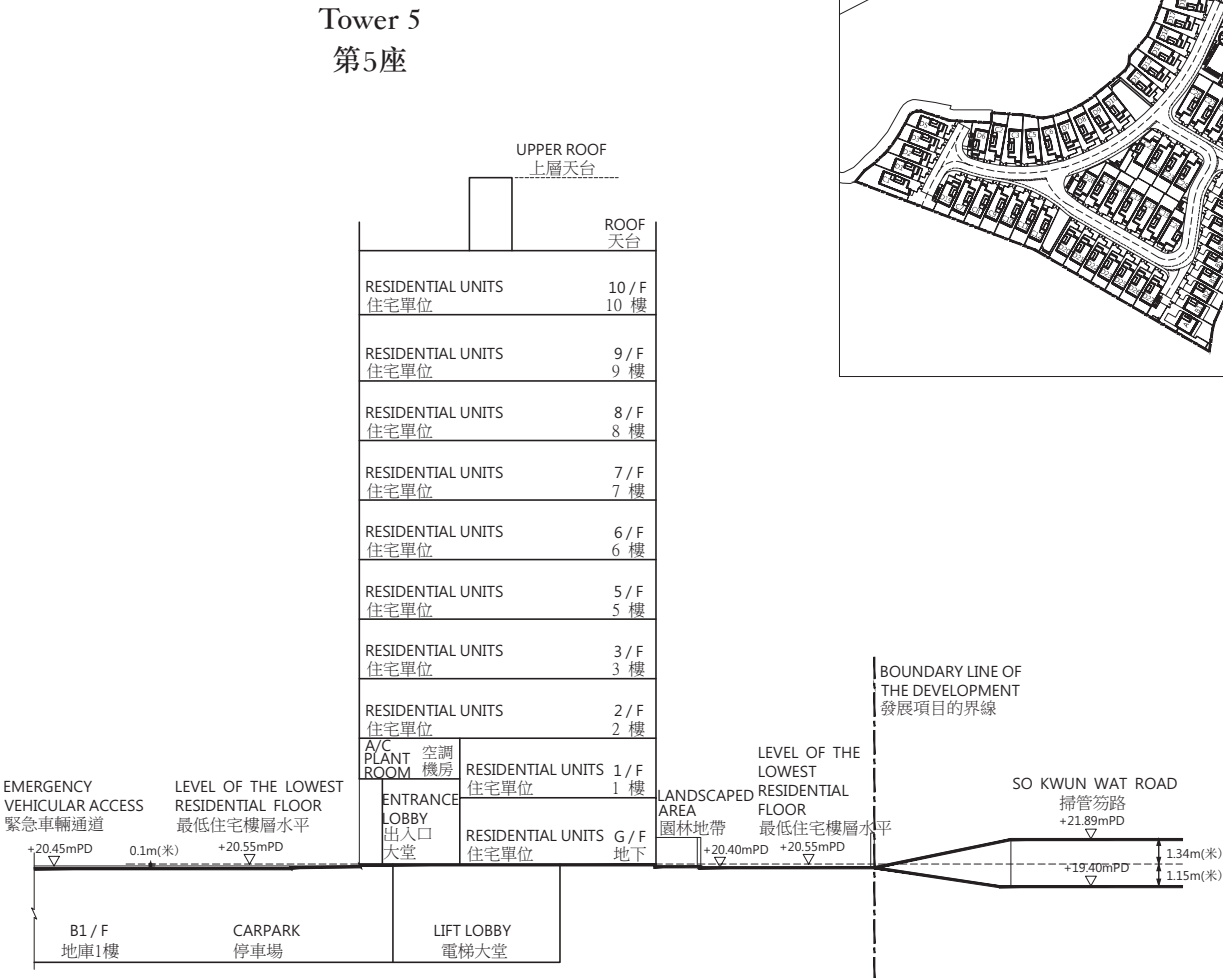 Tower 5
第5座
UPPER ROOF
上層天台
ROOF
天台
RESIDENTIAL UNITS 10 / F
住宅單位 10 樓
RESIDENTIAL UNITS 9 / F
住宅單位 9 樓
RESIDENTIAL UNITS 8 / F
住宅單位 8 樓
RESIDENTIAL UNITS 7 / F
住宅單位 7 樓
RESIDENTIAL UNITS 6 / F
住宅單位 6 樓
RESIDENTIAL UNITS 5 / F
住宅單位 5 樓
RESIDENTIAL UNITS 3 / F
住宅單位 3 樓
RESIDENTIAL UNITS 2 / F
住宅單位 2 樓
A/C
PLANT
ROOM
空調
機房
RESIDENTIAL UNITS 1 / F
住宅單位 1 樓
ENTRANCE
LOBBY
出入口
大堂
RESIDENTIAL UNITS G / F
住宅單位 地下
EMERGENCY
VEHICULAR ACCESS
緊急車輛通道
+20.45mPD
0.1m(米)
LEVEL OF THE LOWEST
RESIDENTIAL FLOOR
最低住宅樓層水平
+20.55mPD
LANDSCAPED
AREA
園林地帶
+20.40mPD
LEVEL OF THE
LOWEST
RESIDENTIAL
FLOOR
最低住宅樓層水平
+20.55mPD
BOUNDARY LINE OF
THE DEVELOPMENT
發展項目的界線
SO KWUN WAT ROAD
掃管笏路
+21.89mPD
1.34m(米)
+19.40mPD
1.15m(米)
B1 / F
地庫1樓
CARPARK
停車場
LIFT LOBBY
電梯大堂